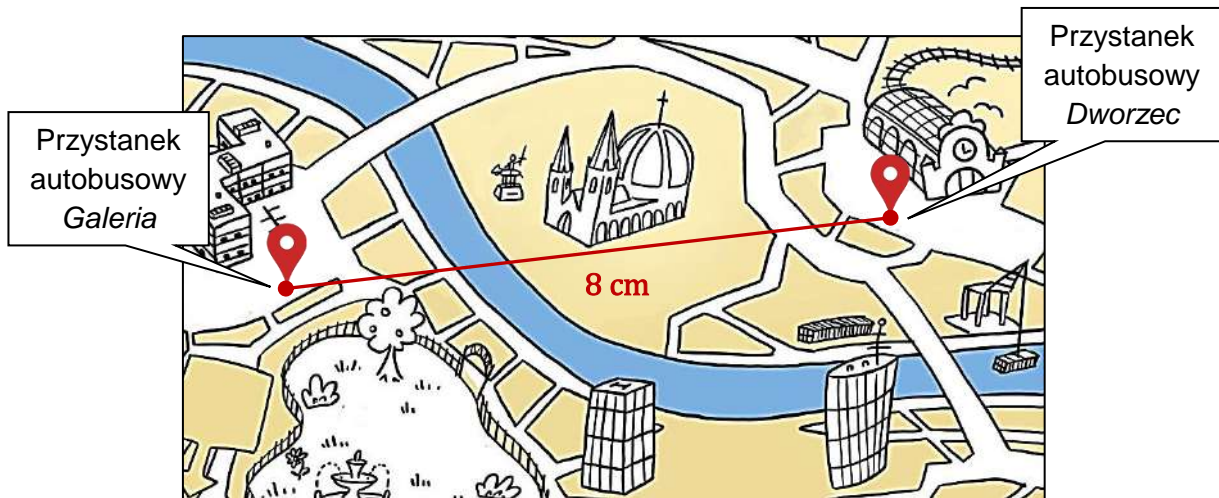 Przystanek
autobusowy
Galeria
Przystanek
autobusowy
Dworzec
8 cm